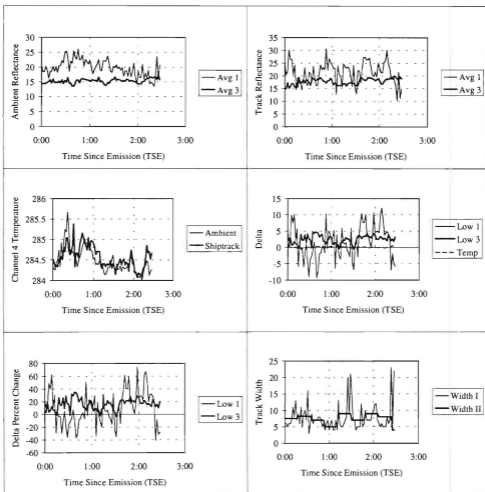 Ambient Reflectance
30
25
20
15
10
5
0
0:00 1:00 2:00 3:00
Time Since Emission (TSE)
Avg 1
Avg 3
Track Reflectance
35
30
25
20
15
10
5
0
0:00 1:00 2:00 3:00
Time Since Emission (TSE)
Avg 1
Avg 3
Channel 4 Temperature
286
285.5
285
284.5
284
0:00 1:00 2:00 3:00
Time Since Emission (TSE)
Ambient
Shiptrack
Delta
15
10
5
0
-10
0:00 1:00 2:00 3:00
Time Since Emission (TSE)
Low 1
Low 3
Temp
Delta Percent Change
80
60
40
20
0
-20
-40
-60
0:00 1:00 2:00 3:00
Time Since Emission (TSE)
Low 1
Low 3
Track Width
25
20
15
10
5
0
0:00 1:00 2:00 3:00
Time Since Emission (TSE)
Width I
Width II